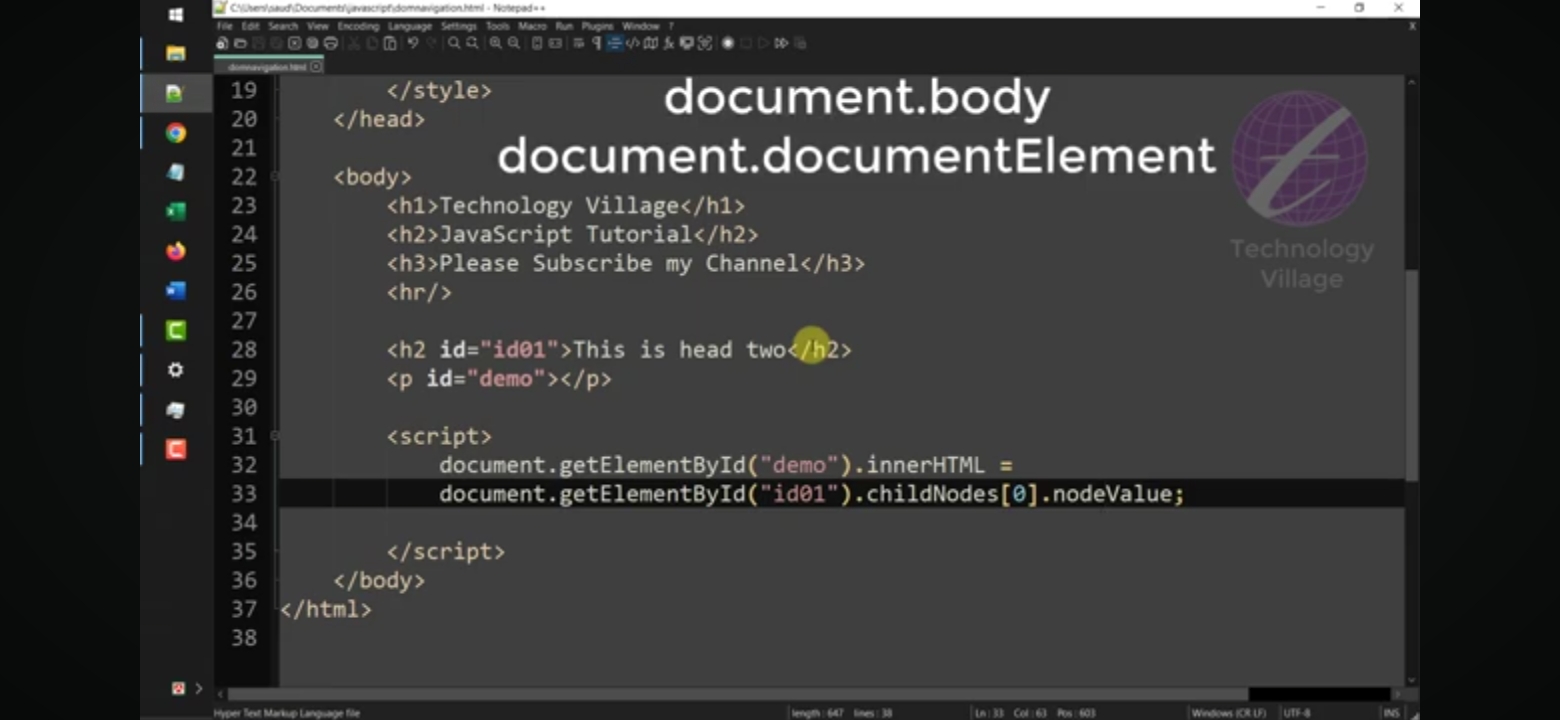 C:\Users\saud\Documents\javascript\domnavigation.html - Notepad++
File Edit Search View Encoding Language Settings Tools Macro Run Plugins Window ?
X
domnavigation.html
document.body
document.documentElement
Technology
Village
19 </style>
20 </head>
21
22 <body>
23 <h1>Technology Village</h1>
24 <h2>JavaScript Tutorial</h2>
25 <h3>Please Subscribe my Channel</h3>
26 <hr/>
27
28 <h2 id="id01">This is head two</h2>
29 <p id="demo"></p>
30
31 <script>
32 document.getElementById("demo").innerHTML =
33 document.getElementById("id01").childNodes[0].nodeValue;
34
35 </script>
36 </body>
37 </html>
38
Hyper Text Markup Language file length : 647 lines : 38 Ln : 33 Col : 63 Pos : 603 Windows (CR LF) UTF-8 INS